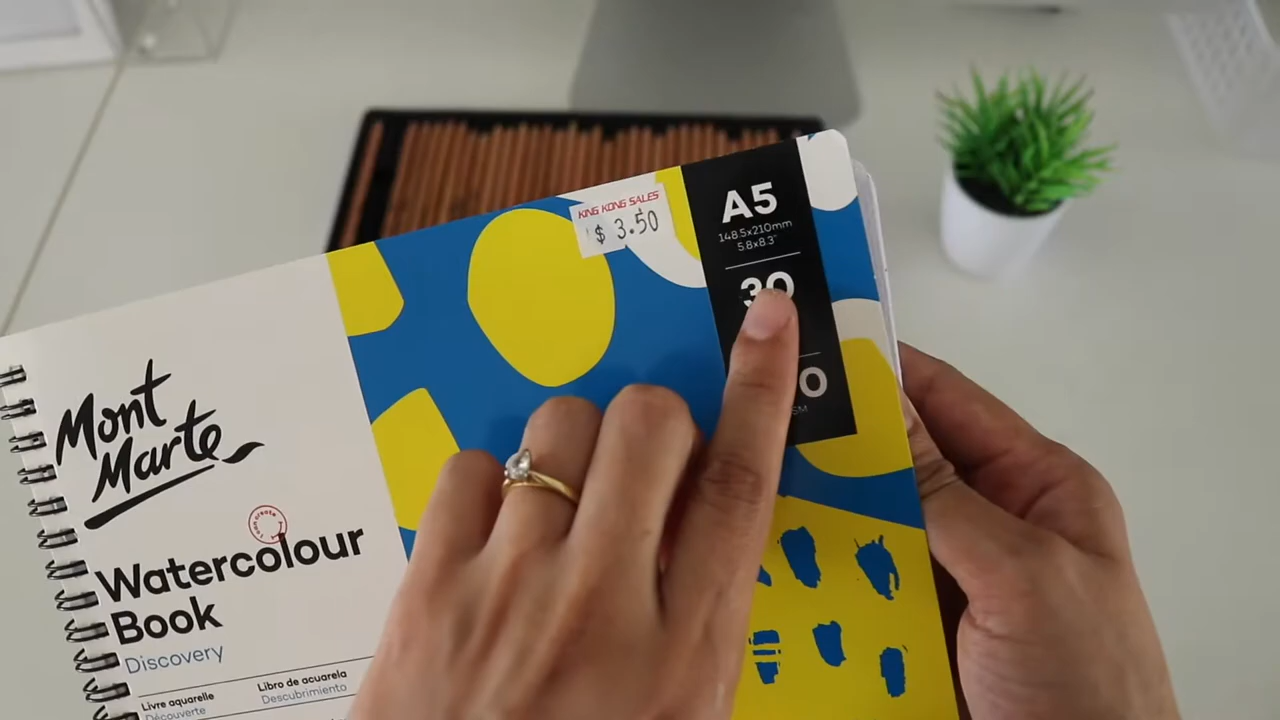 KING KONG SALES
$ 3.50
A5
148.5x210mm
5.8x8.3"
30
Mont
Marte
Watercolour
Book
Discovery
Livre aquarelle
Découverte
Libro de acuarela
Descubrimiento